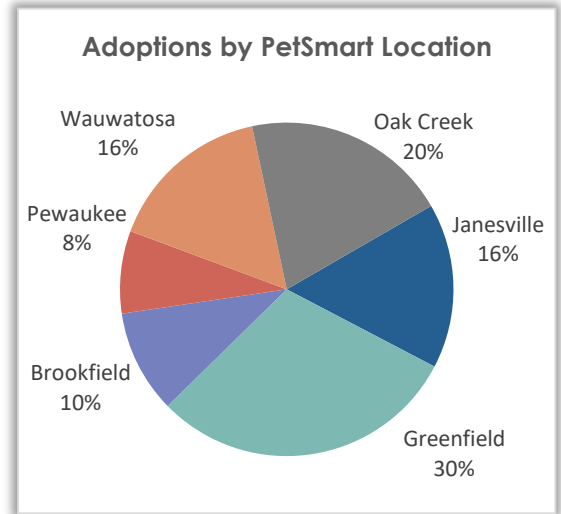 Adoptions by PetSmart Location
Wauwatosa
16%
Oak Creek
20%
Pewaukee
8%
Janesville
16%
Brookfield
10%
Greenfield
30%